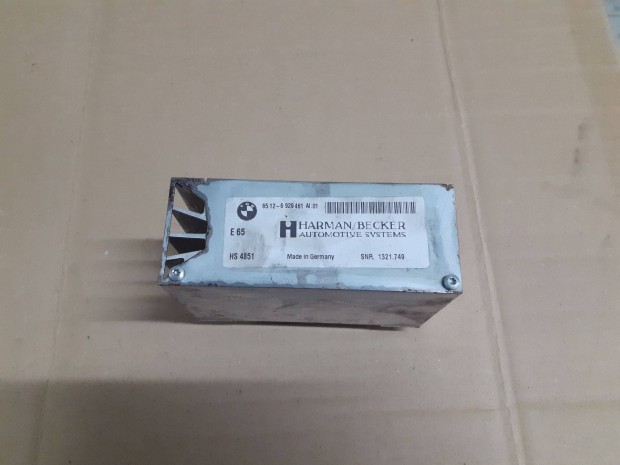 65.12-6 929 461 AI 01
E 65
HARMAN/BECKER
AUTOMOTIVE SYSTEMS
HS 4851 Made in Germany SNR. 1321.749